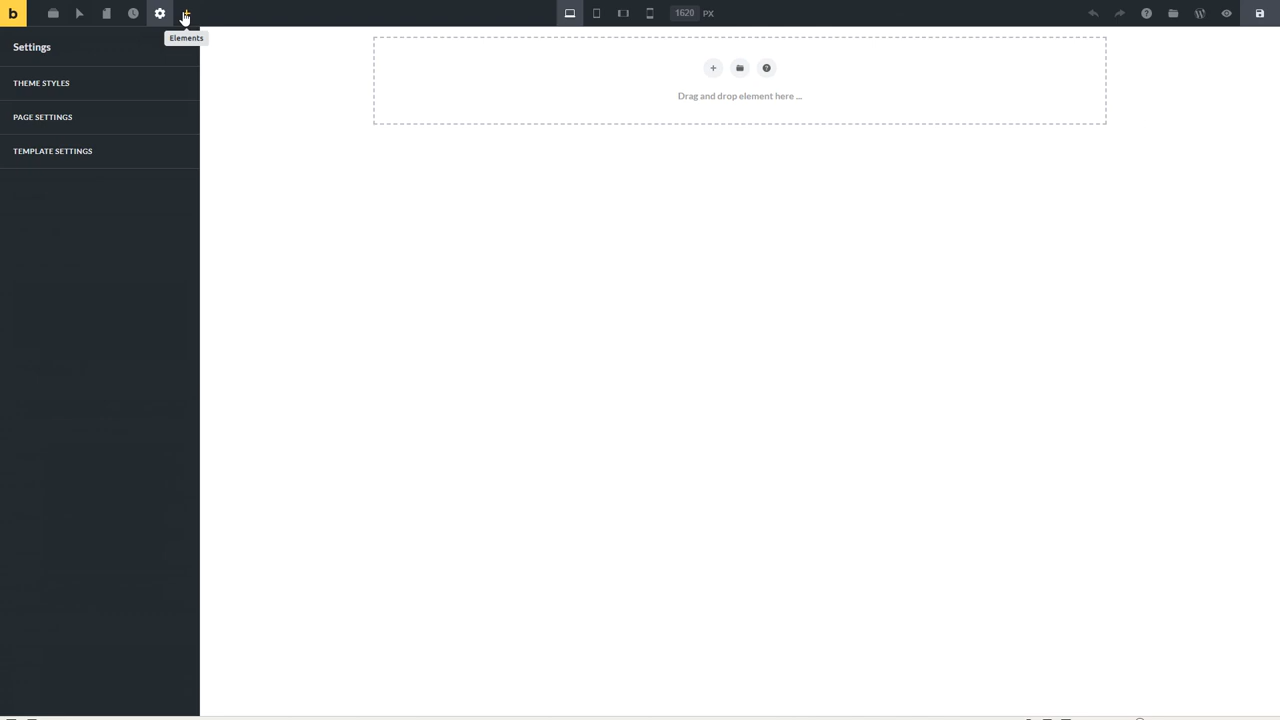 b
1620 PX
Elements
Settings
THEME STYLES
PAGE SETTINGS
TEMPLATE SETTINGS
Drag and drop element here ...